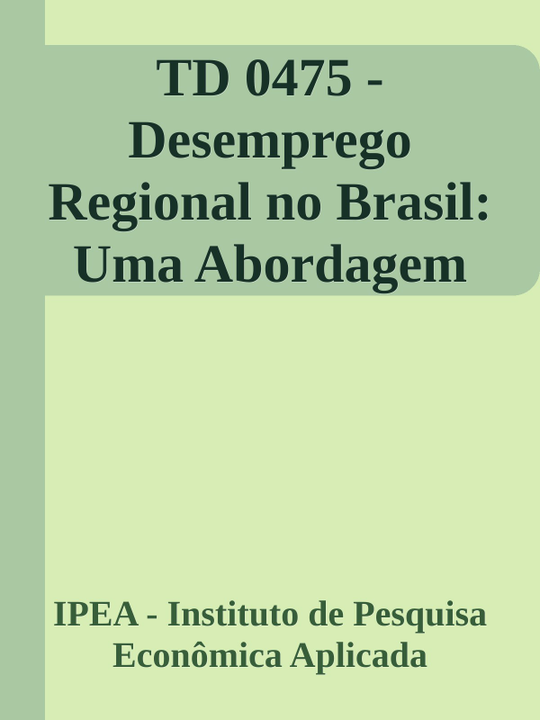 TD 0475 -
Desemprego
Regional no Brasil:
Uma Abordagem
IPEA - Instituto de Pesquisa
Econômica Aplicada